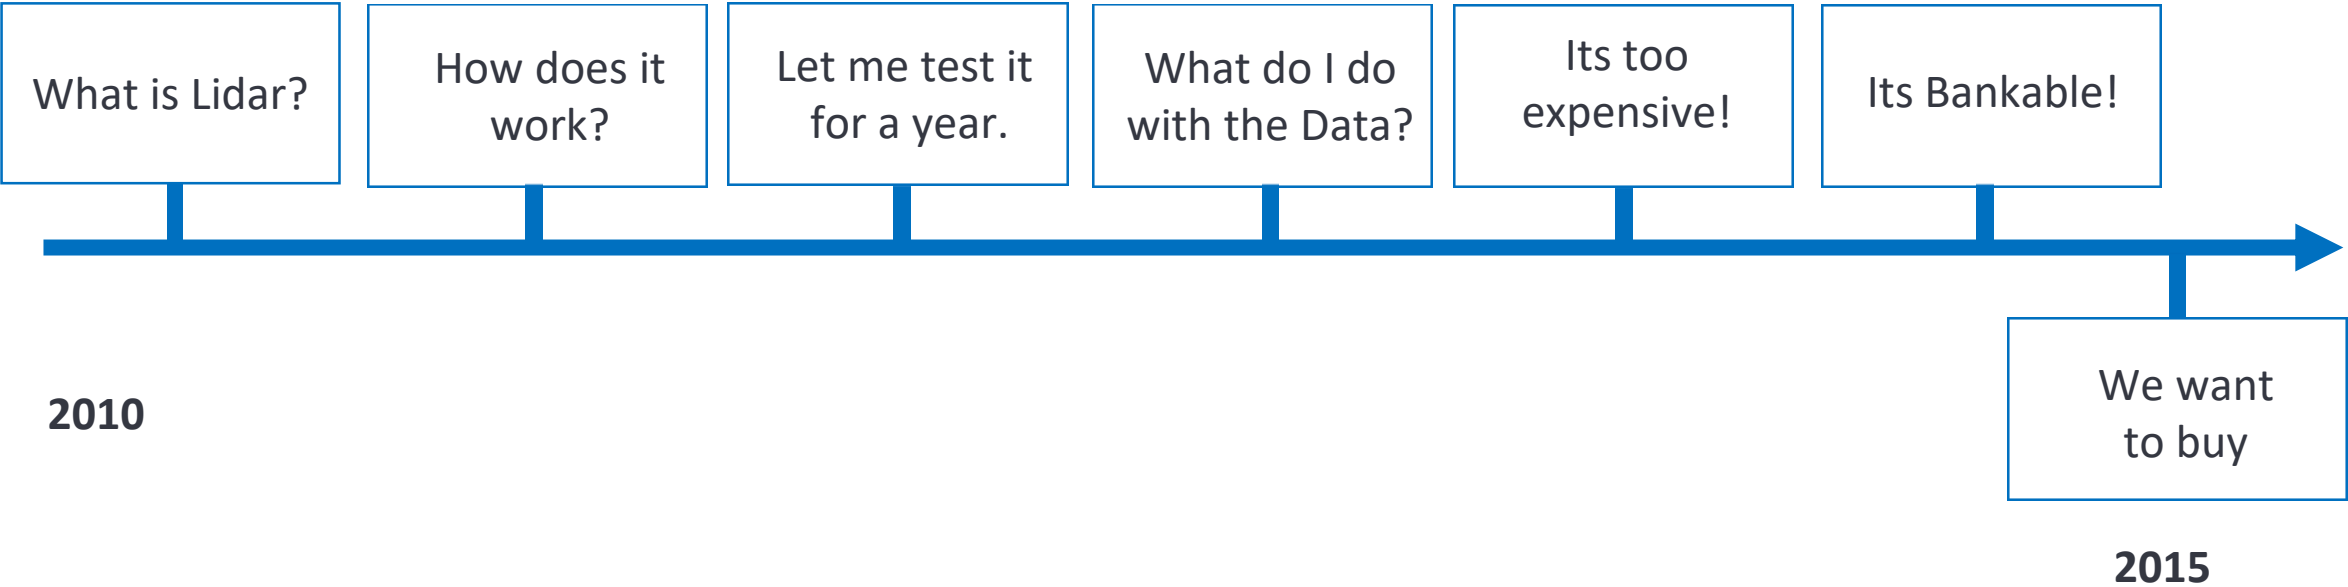 What is Lidar?
How does it
work?
Let me test it
for a year.
What do I do
with the Data?
Its too
expensive!
Its Bankable!
2010
We want
to buy
2015